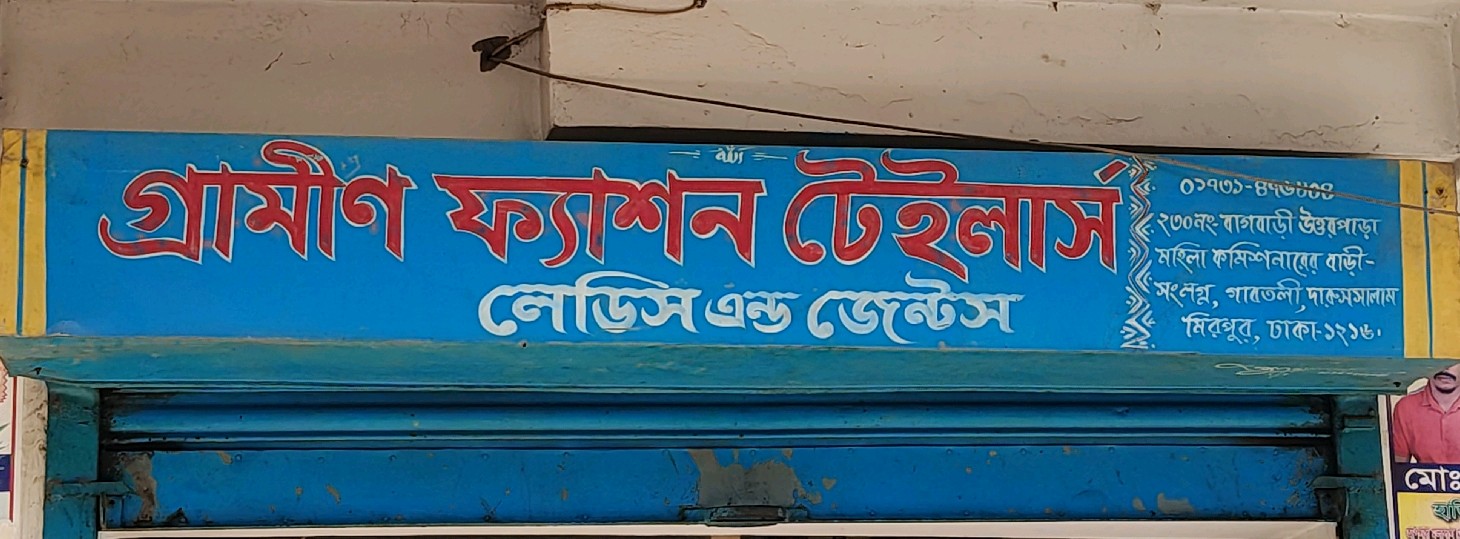 গ্রামীণ ফ্যাশন টেইলার্স
লেডিস এন্ড জেন্টস
২৩০নং বাগবাড়ী উত্তরপাড়া
মহিলা কমিশনারের বাড়ী-
সংলগ্ন, গাবতলী, দারুসসালাম
মিরপুর, ঢাকা-১২১৬।
মোঃ